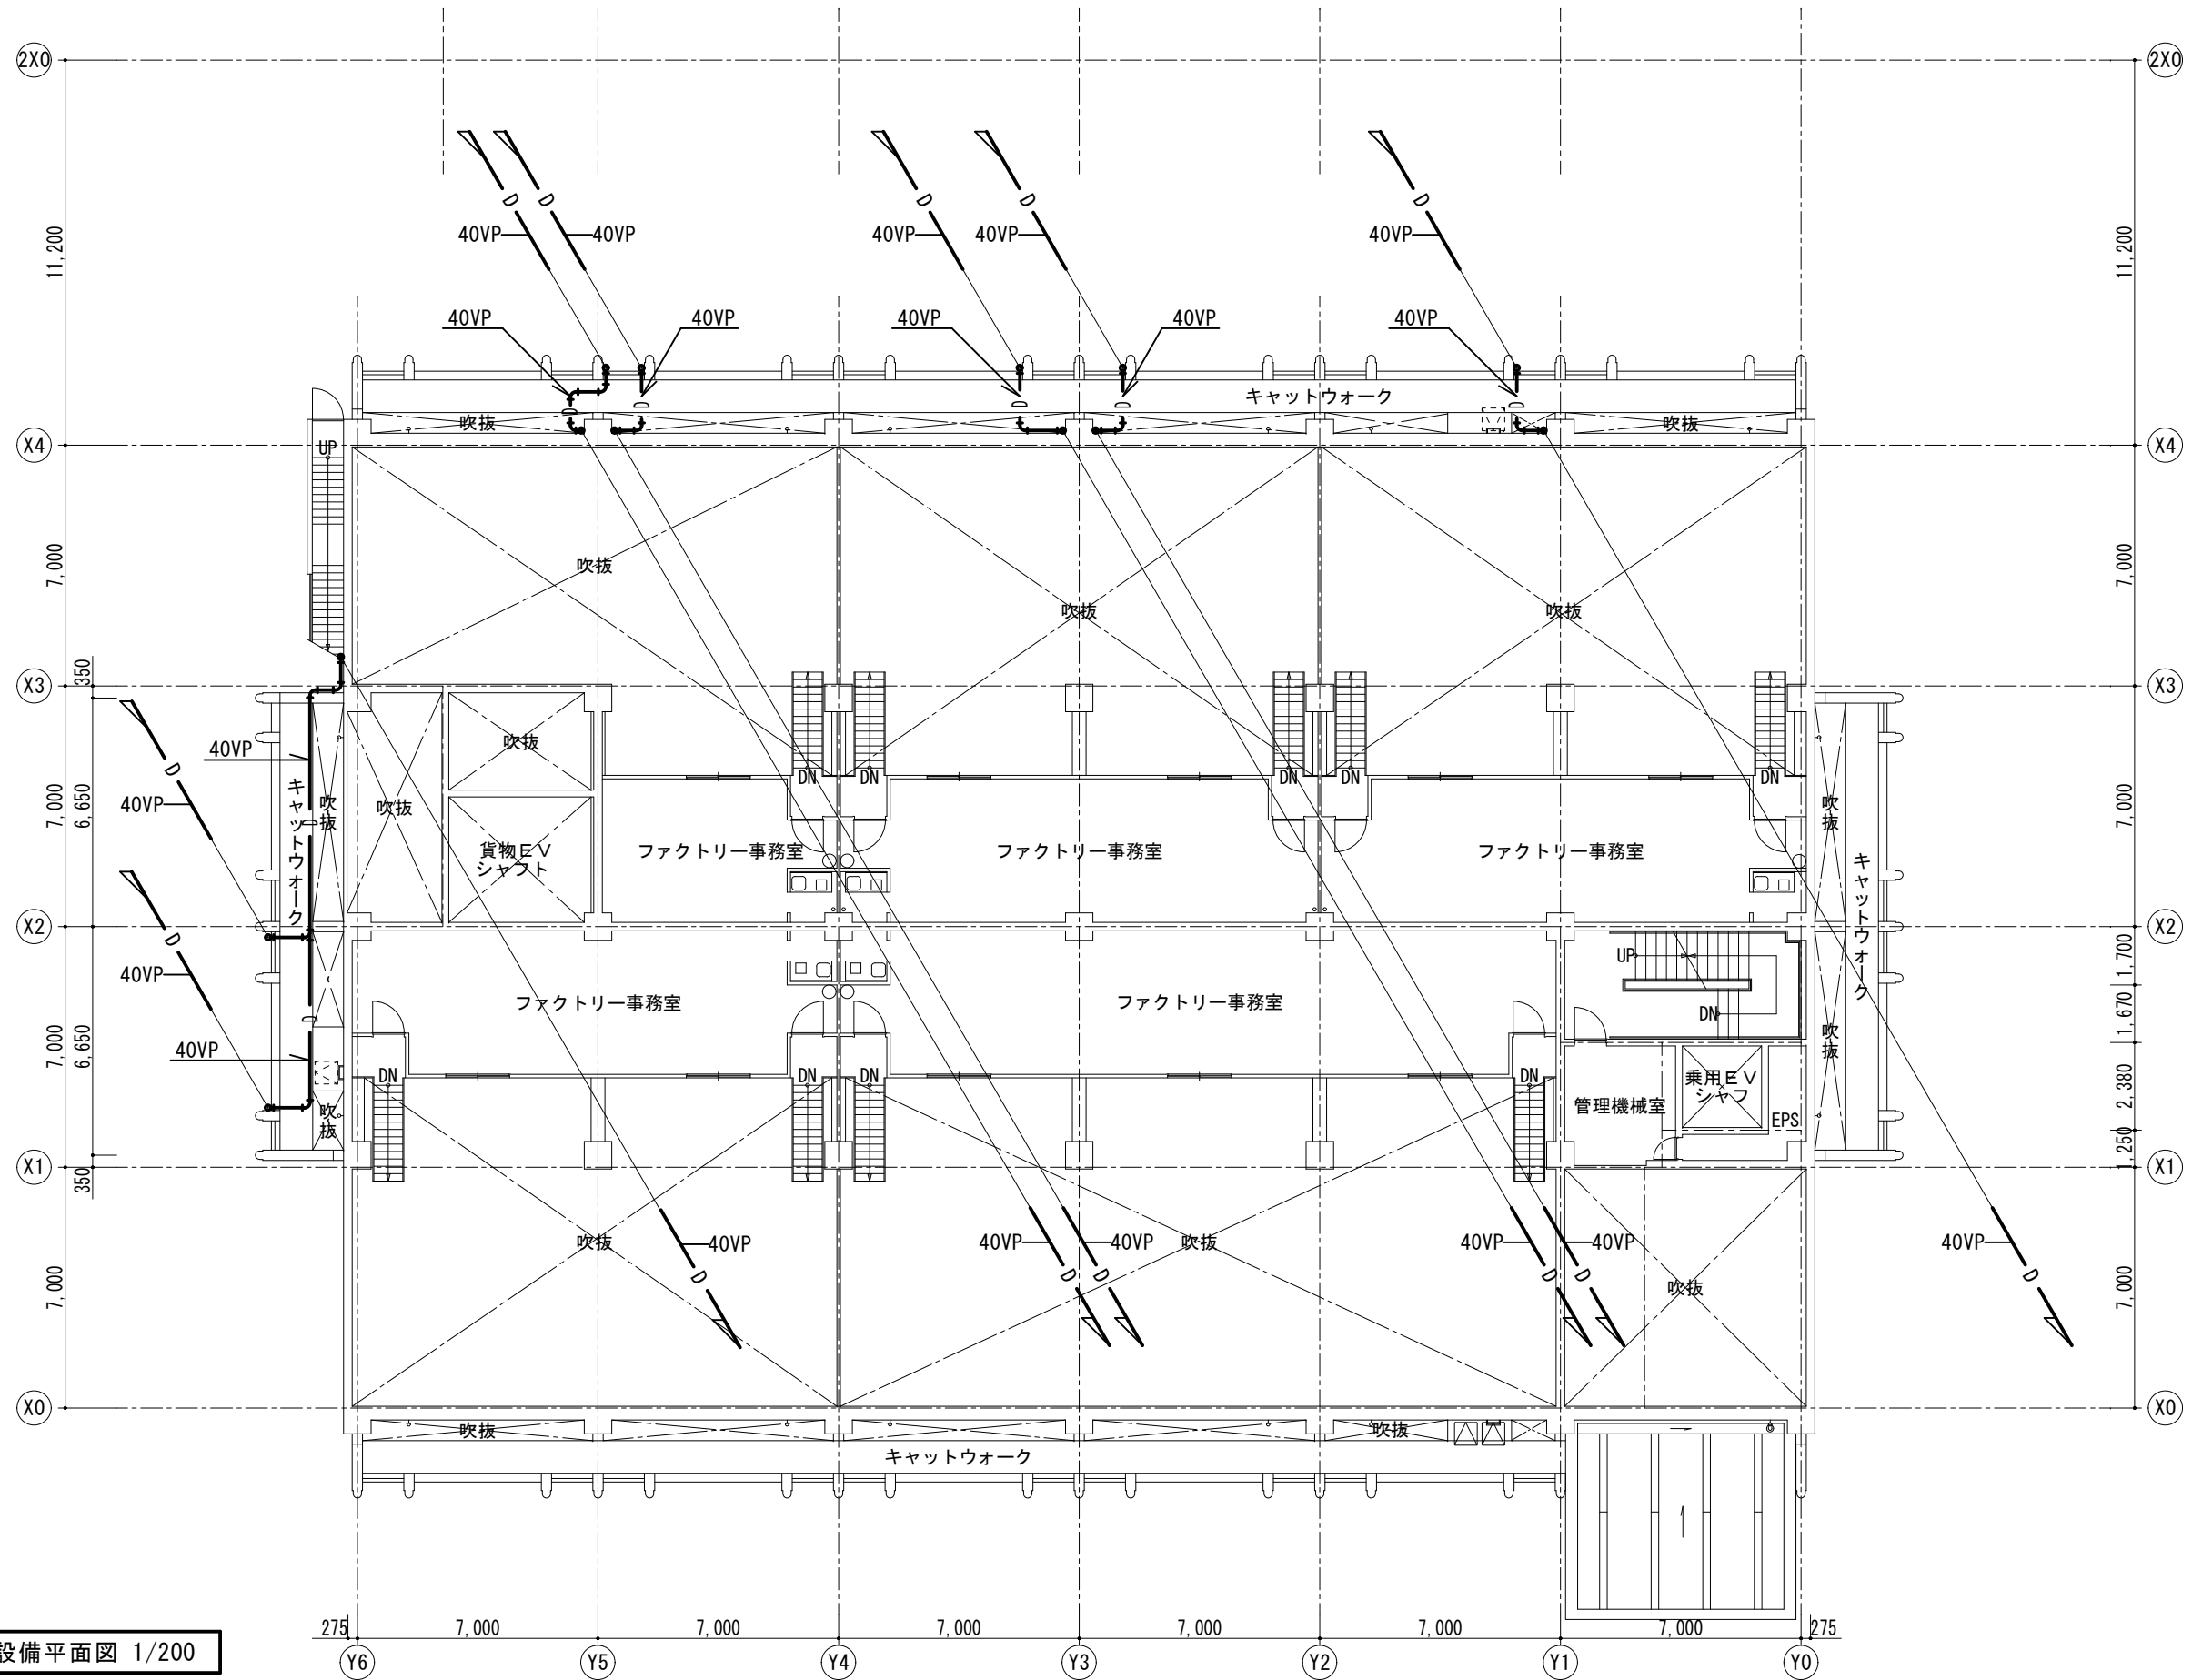 2X0
2X0
D
D
D
D
D
40VP
40VP
40VP
40VP
40VP
11,200
11,200
40VP
40VP
40VP
40VP
40VP
キャットウォーク
吹抜
吹抜
X4
UP
X4
7,000
吹抜
7,000
吹抜
吹抜
350
X3
X3
吹抜
40VP
DN
DN
DN
DN
DN
D
キャットウォーク
吹抜
吹抜
吹抜
40VP
7,000
6,650
7,000
貨物EV
シャフト
ファクトリー事務室
ファクトリー事務室
ファクトリー事務室
キャットウォーク
X2
X2
D
UP
1,700
40VP
ファクトリー事務室
ファクトリー事務室
DN
1,670
吹抜
40VP
7,000
6,650
DN
DN
DN
DN
乗用EV
シャフ
2,380
吹抜
管理機械室
EPS
1,250
X1
X1
350
40VP
吹抜
40VP
40VP
吹抜
40VP
40VP
40VP
D
D
D
D
D
D
吹抜
7,000
7,000
X0
X0
吹抜
吹抜
キャットウォーク
275
7,000
7,000
7,000
7,000
7,000
7,000
275
設備平面図 1/200
Y6
Y5
Y4
Y3
Y2
Y1
Y0